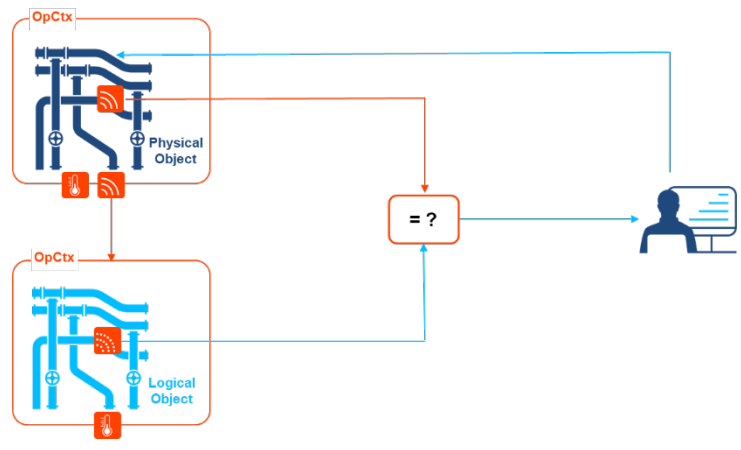 OpCtx
Physical
Object
= ?
OpCtx
Logical
Object